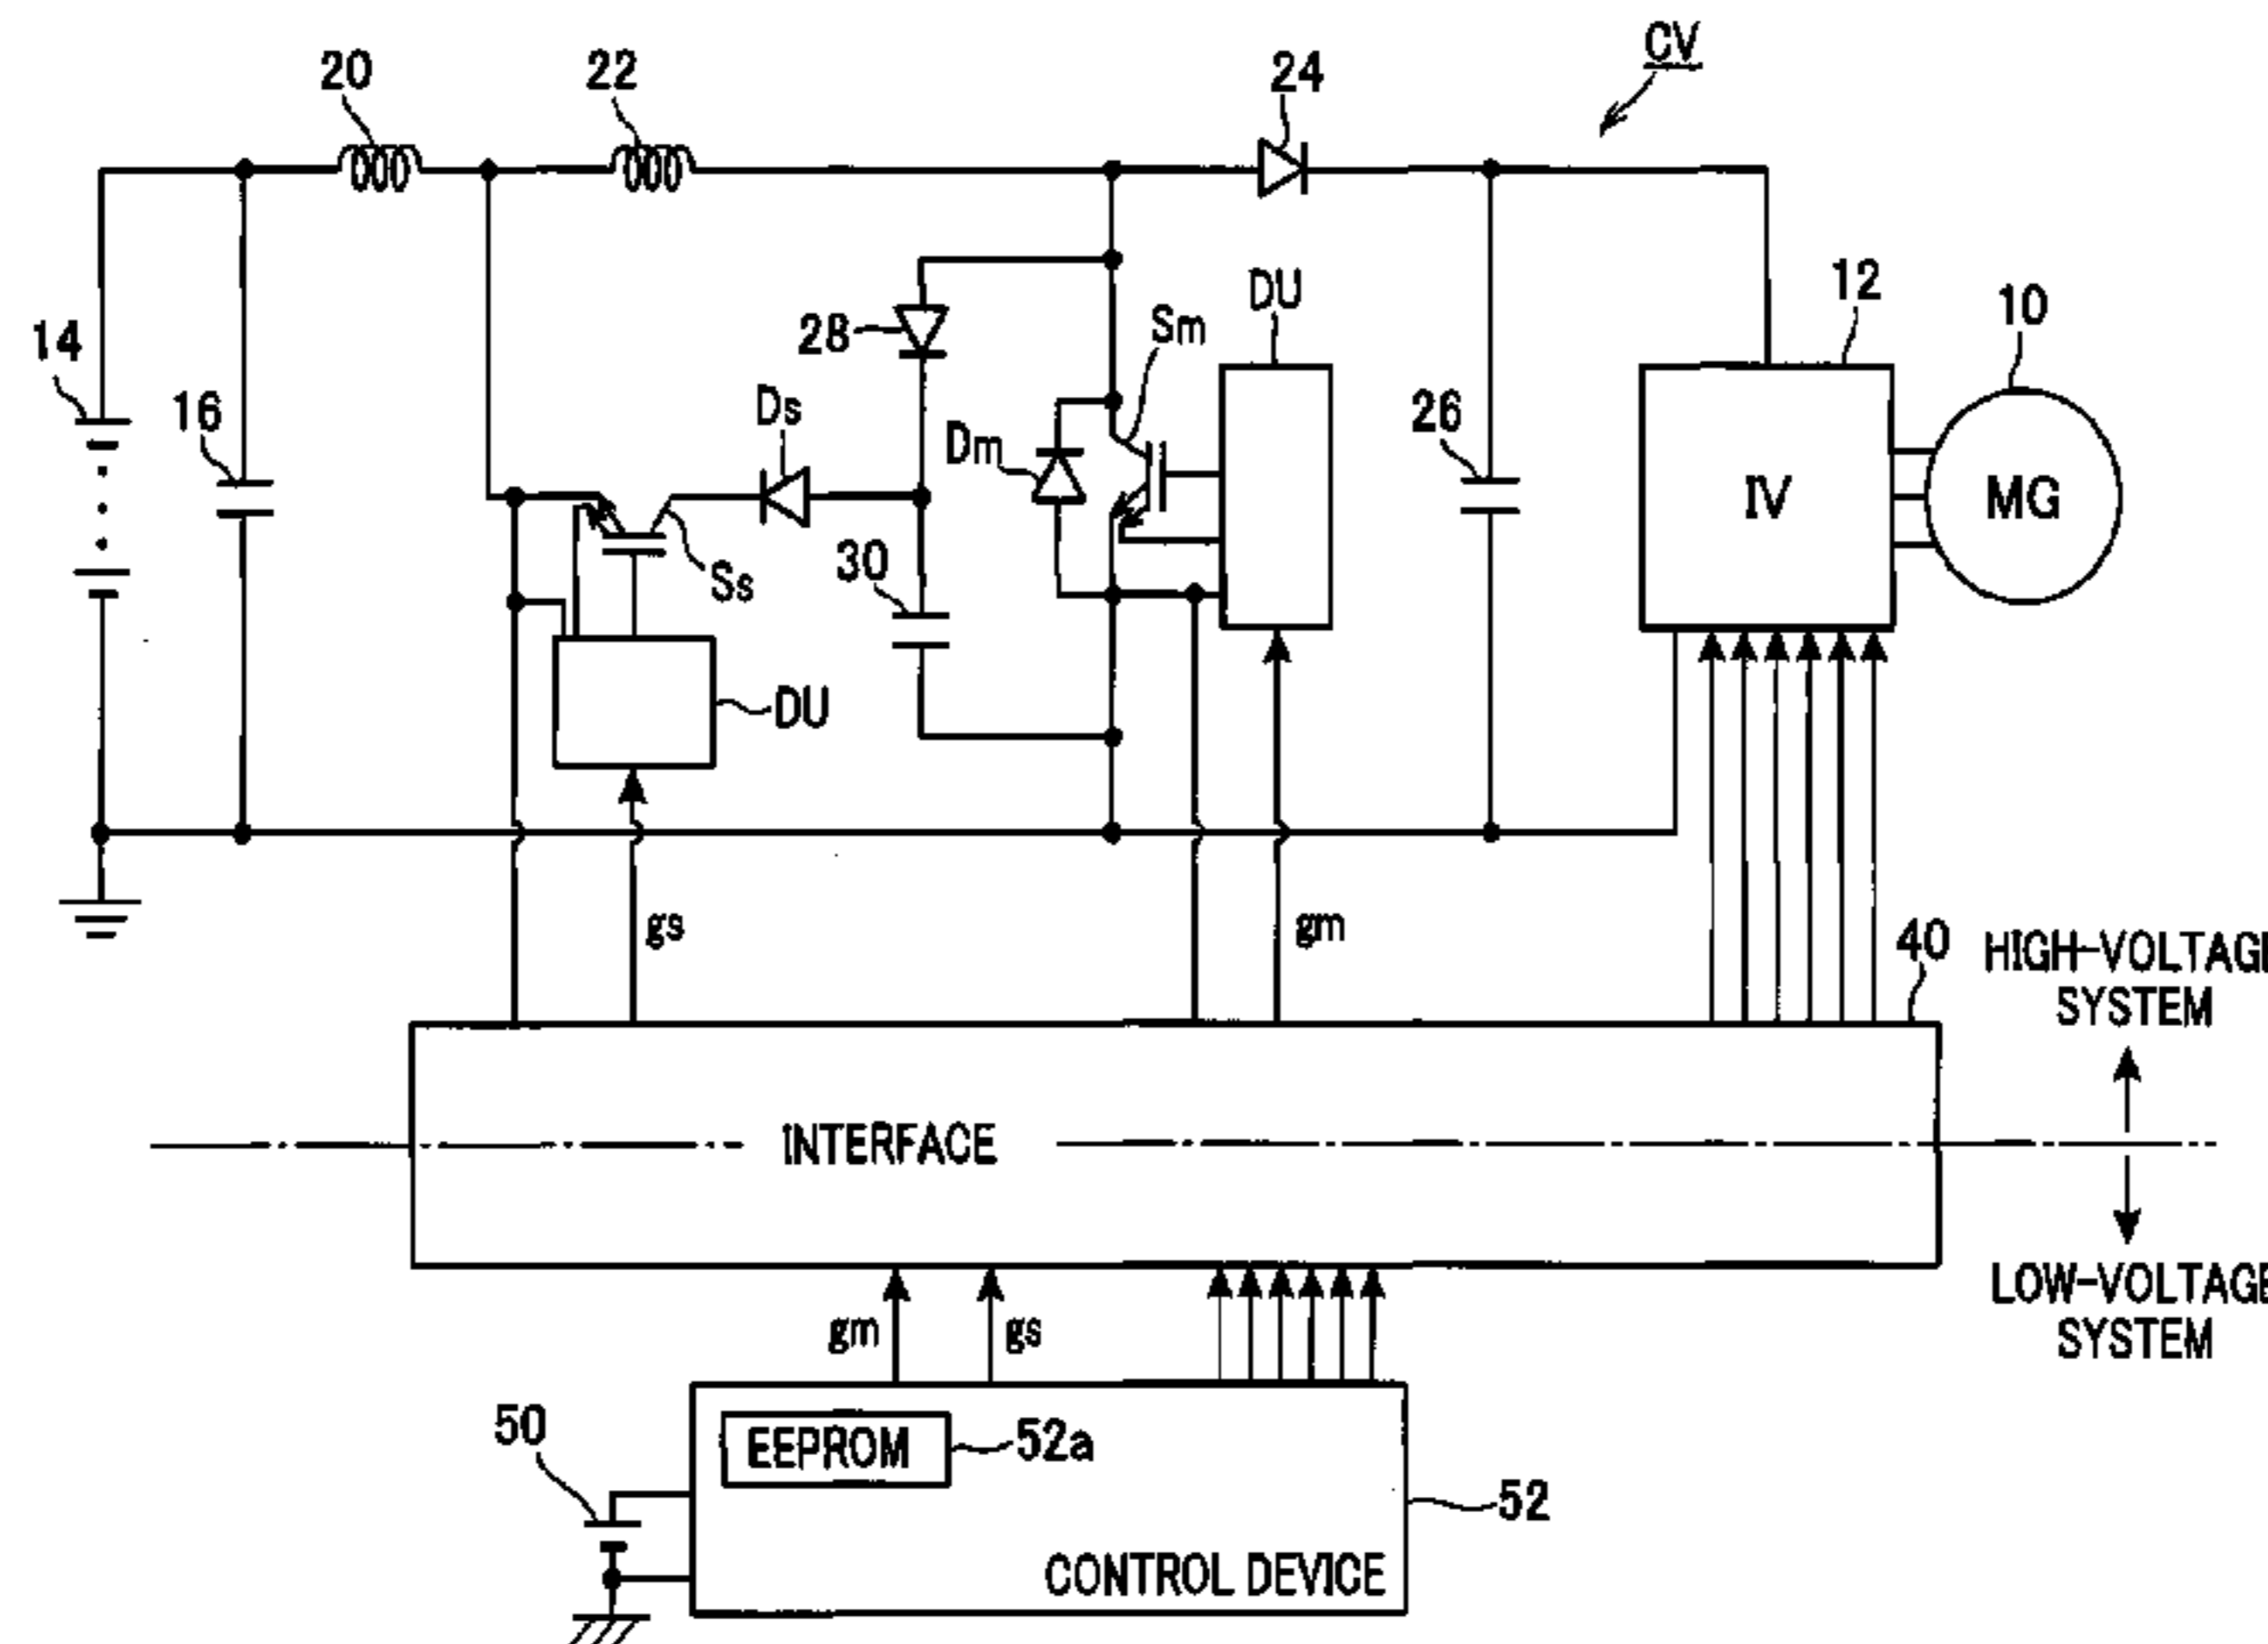 CV
20
22
24
14
16
28
Ds
Dm
Sm
DU
26
12
10
IV
MG
Ss
30
DU
gs
gm
40
HIGH-VOLTAGE
SYSTEM
INTERFACE
LOW-VOLTAGE
SYSTEM
gm
gs
50
EEPROM
52a
52
CONTROL DEVICE